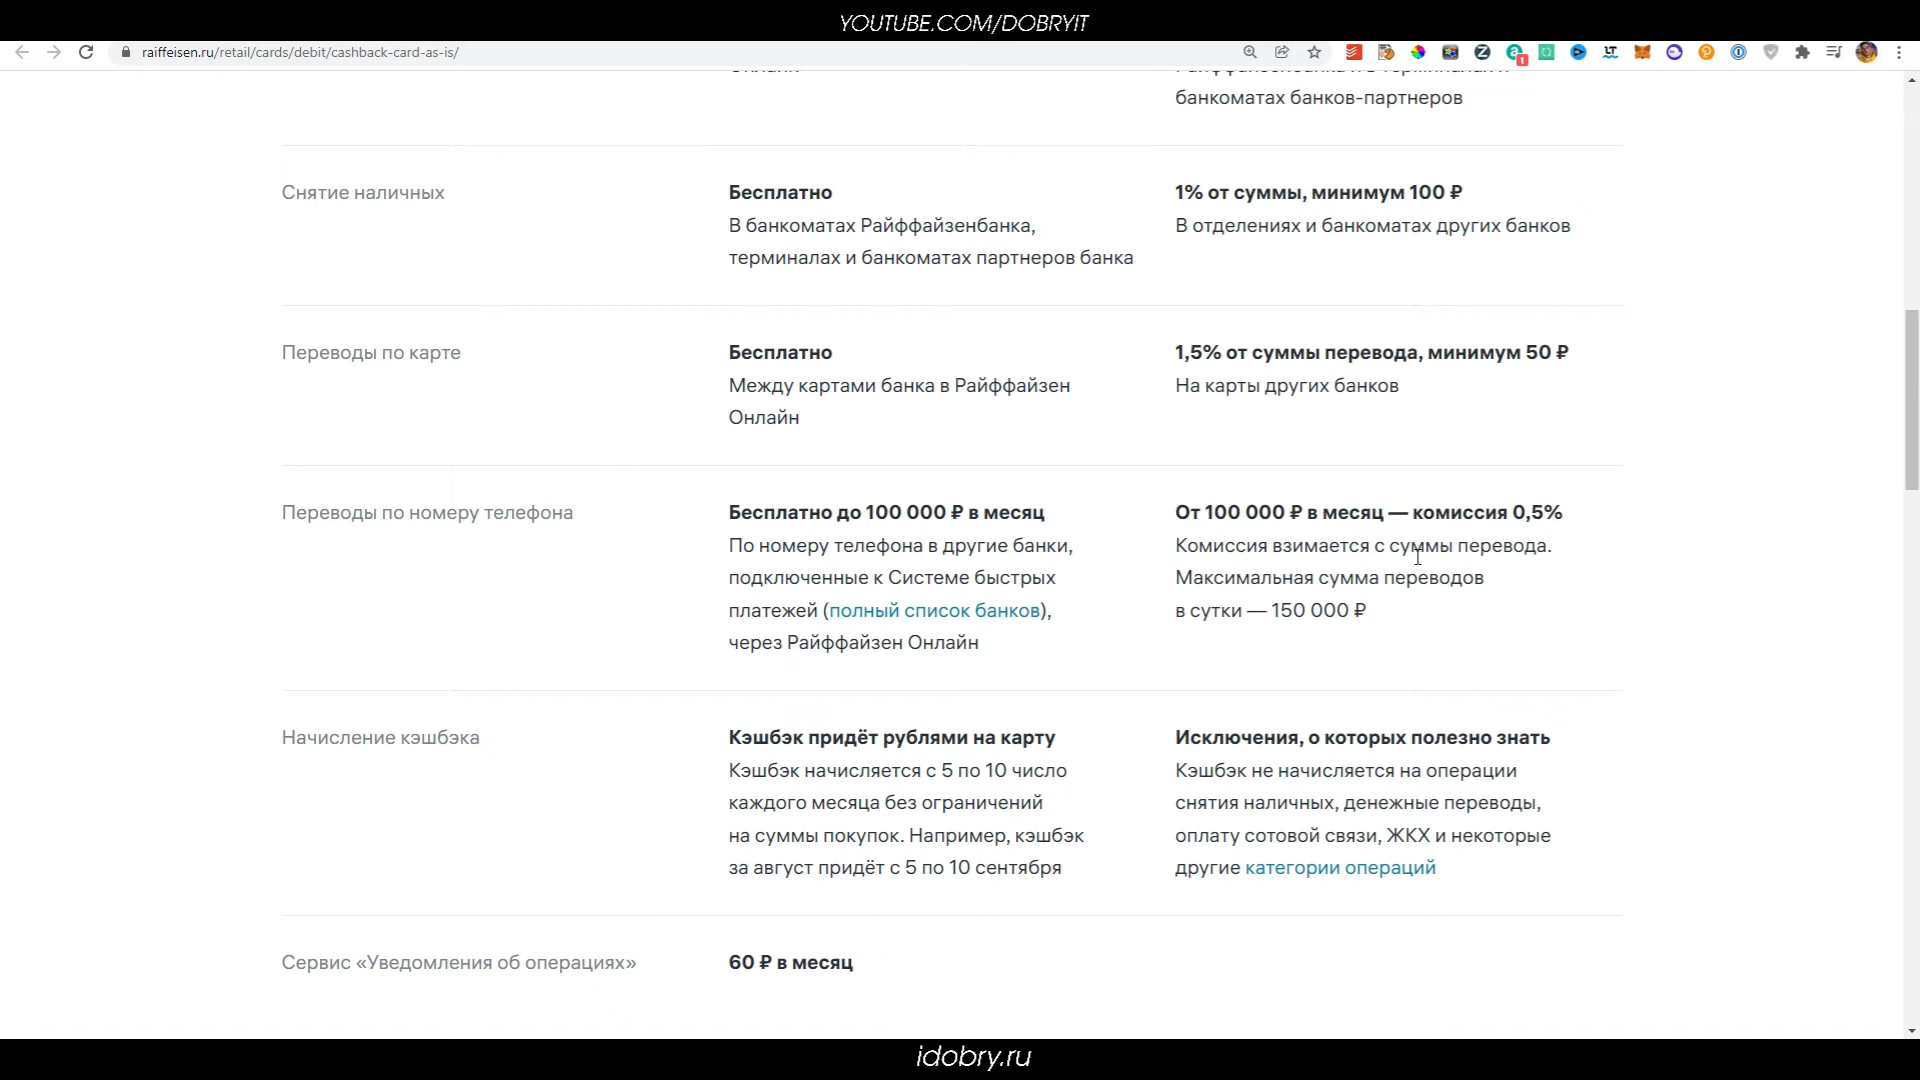 YOUTUBE.COM/DOBRYIT
raiffeisen.ru/retail/cards/debit/cashback-card-as-is/
банкоматах банков-партнеров
Снятие наличных
Бесплатно
В банкоматах Райффайзенбанка,
терминалах и банкоматах партнеров банка
1% от суммы, минимум 100 ₽
В отделениях и банкоматах других банков
Переводы по карте
Бесплатно
Между картами банка в Райффайзен
Онлайн
1,5% от суммы перевода, минимум 50 ₽
На карты других банков
Переводы по номеру телефона
Бесплатно до 100 000 ₽ в месяц
По номеру телефона в другие банки,
подключенные к Системе быстрых
платежей (полный список банков),
через Райффайзен Онлайн
От 100 000 ₽ в месяц — комиссия 0,5%
Комиссия взимается с суммы перевода.
Максимальная сумма переводов
в сутки — 150 000 ₽
Начисление кэшбэка
Кэшбэк придёт рублями на карту
Кэшбэк начисляется с 5 по 10 число
каждого месяца без ограничений
на суммы покупок. Например, кэшбэк
за август придёт с 5 по 10 сентября
Исключения, о которых полезно знать
Кэшбэк не начисляется на операции
снятия наличных, денежные переводы,
оплату сотовой связи, ЖКХ и некоторые
другие категории операций
Сервис «Уведомления об операциях»
60 ₽ в месяц
idobry.ru